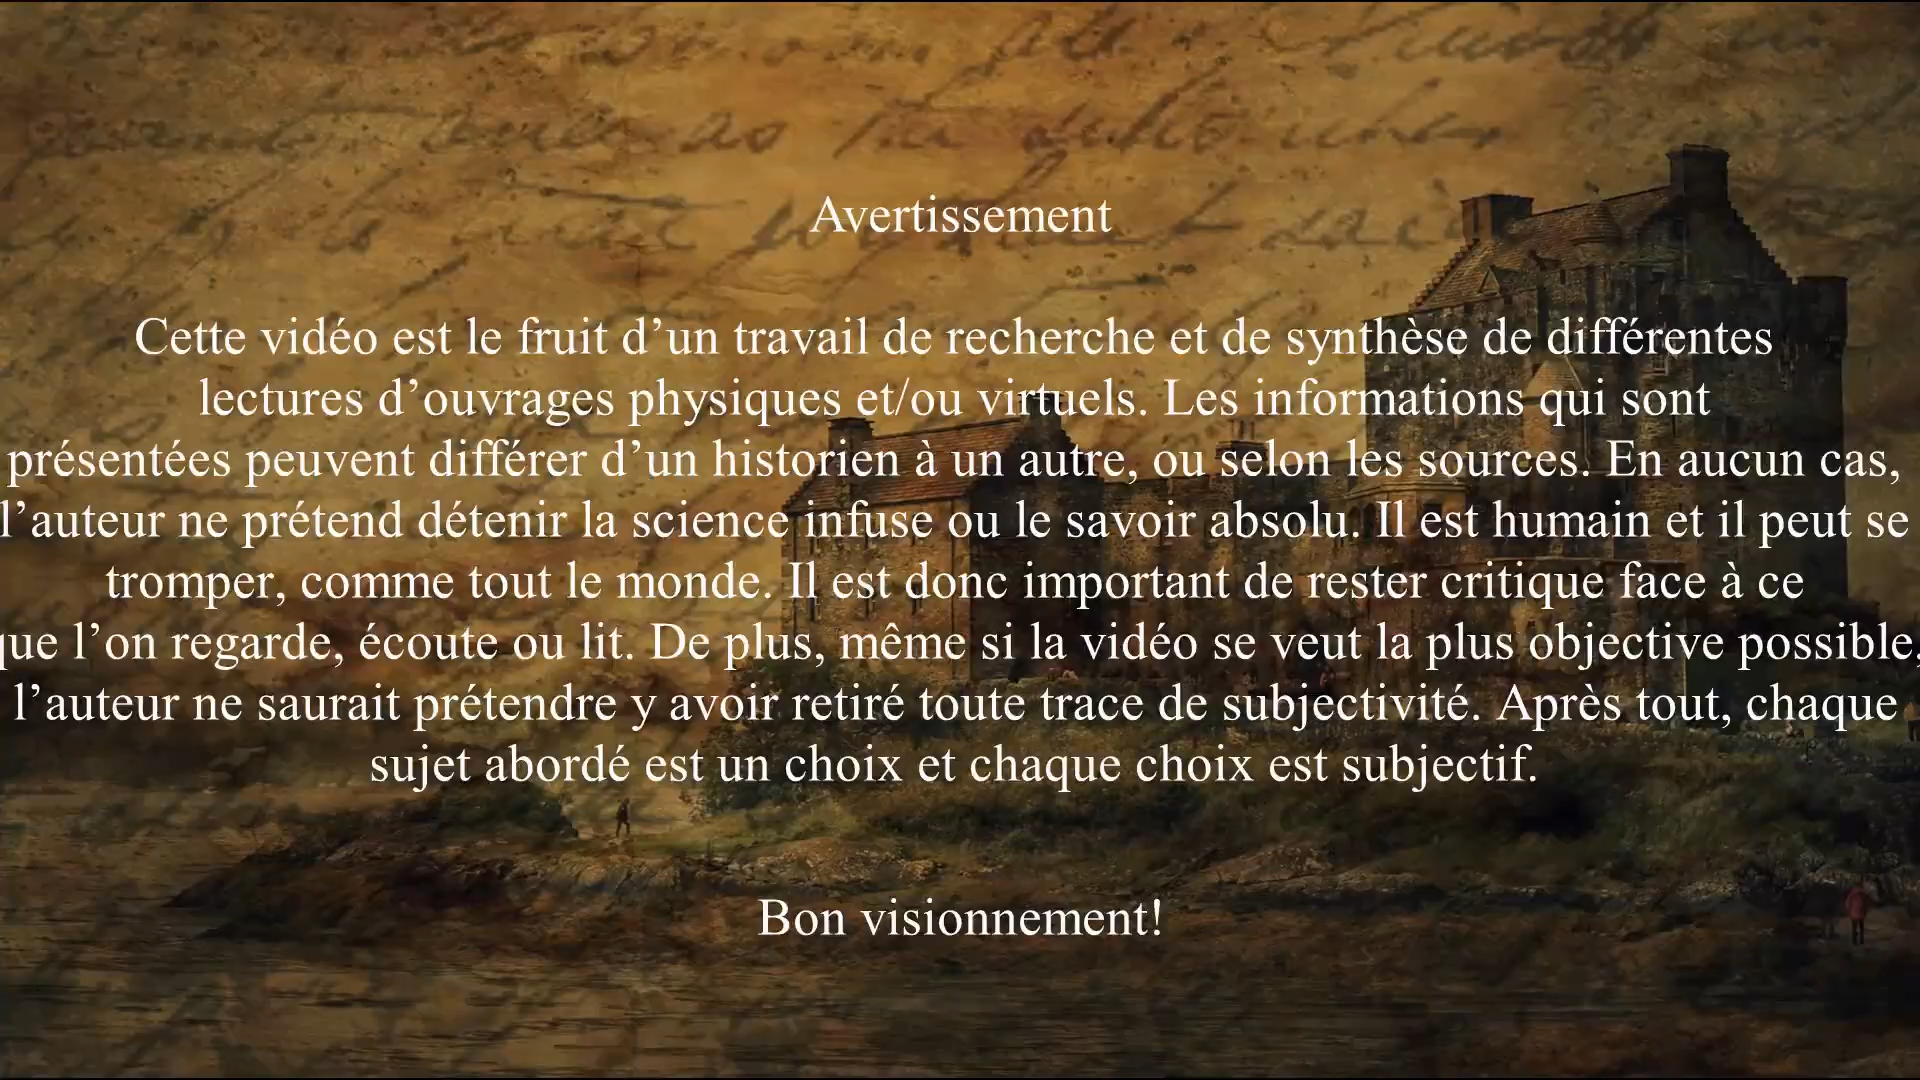 Avertissement
Cette vidéo est le fruit d’un travail de recherche et de synthèse de différentes
lectures d’ouvrages physiques et/ou virtuels. Les informations qui sont
présentées peuvent différer d’un historien à un autre, ou selon les sources. En aucun cas,
l’auteur ne prétend détenir la science infuse ou le savoir absolu. Il est humain et il peut se
tromper, comme tout le monde. Il est donc important de rester critique face à ce
que l’on regarde, écoute ou lit. De plus, même si la vidéo se veut la plus objective possible,
l’auteur ne saurait prétendre y avoir retiré toute trace de subjectivité. Après tout, chaque
sujet abordé est un choix et chaque choix est subjectif.
Bon visionnement!